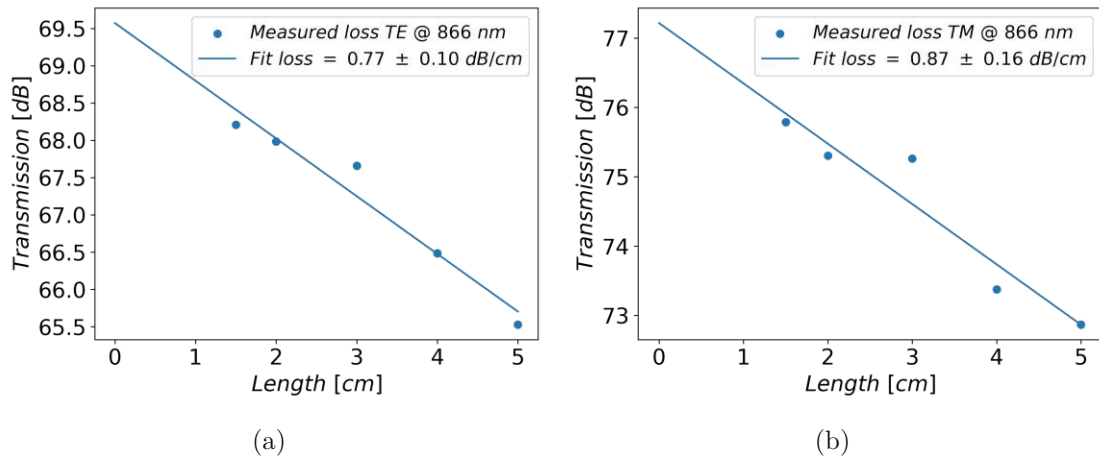 Measured loss TE @ 866 nm
Fit loss = 0.77 ± 0.10 dB/cm
Transmission [dB]
69.5
69.0
68.5
68.0
67.5
67.0
66.5
66.0
65.5
0 1 2 3 4 5
Length [cm]
(a)
Measured loss TM @ 866 nm
Fit loss = 0.87 ± 0.16 dB/cm
Transmission [dB]
77
76
75
74
73
0 1 2 3 4 5
Length [cm]
(b)